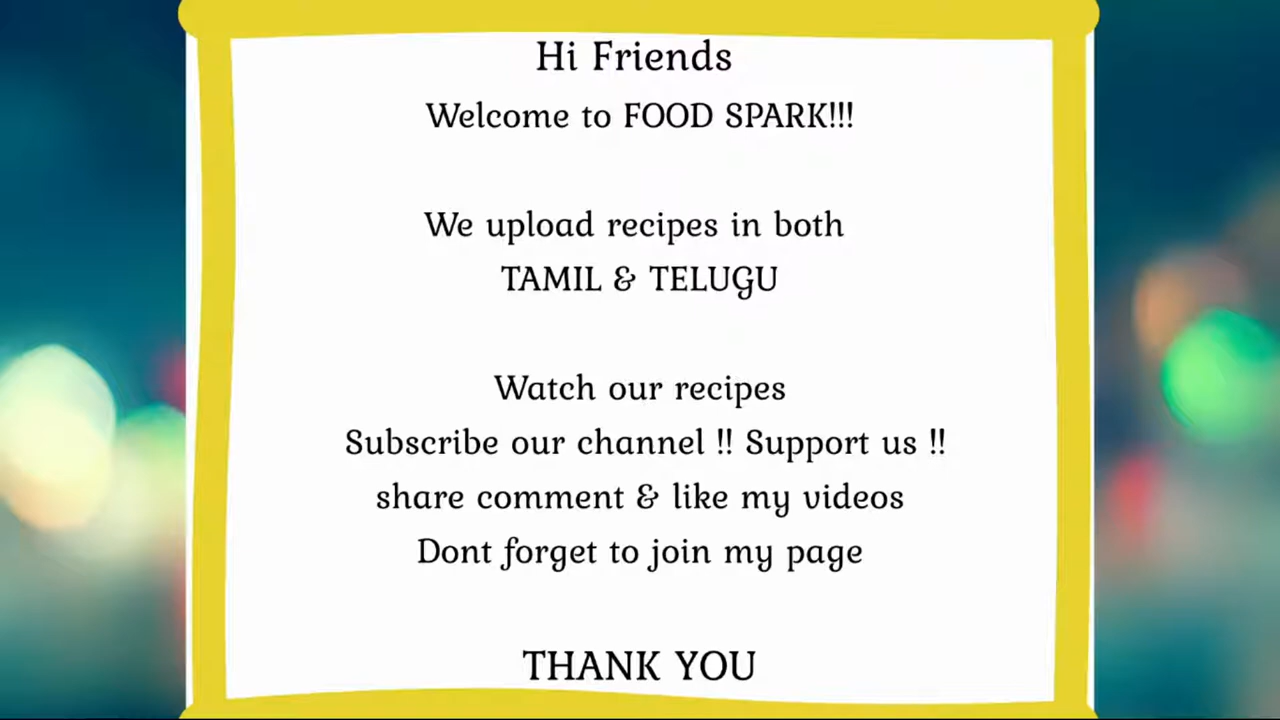 Hi Friends
Welcome to FOOD SPARK!!!
We upload recipes in both
TAMIL & TELUGU
Watch our recipes
Subscribe our channel !! Support us !!
share comment & like my videos
Dont forget to join my page
THANK YOU